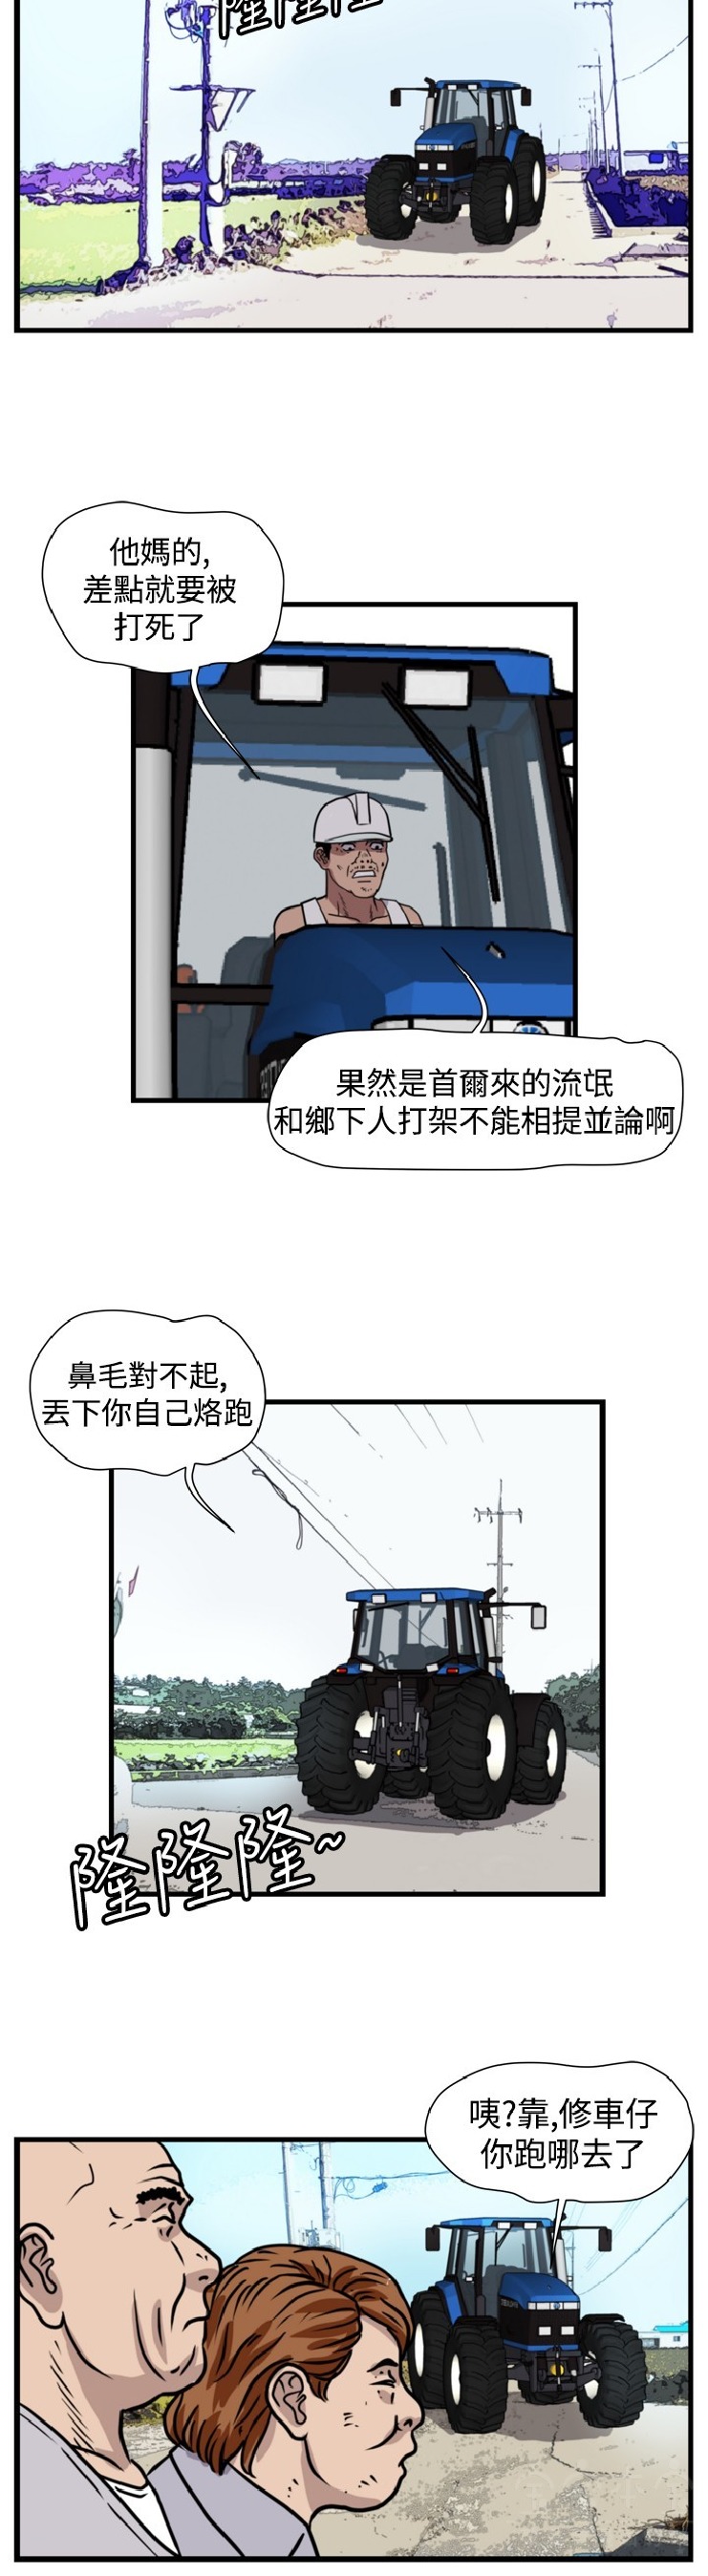 隆隆隆
他媽的,
差點就要被
打死了
果然是首爾來的流氓
和鄉下人打架不能相提並論啊
鼻毛對不起,
丟下你自己烙跑
隆隆隆~
咦?靠,修車仔
你跑哪去了